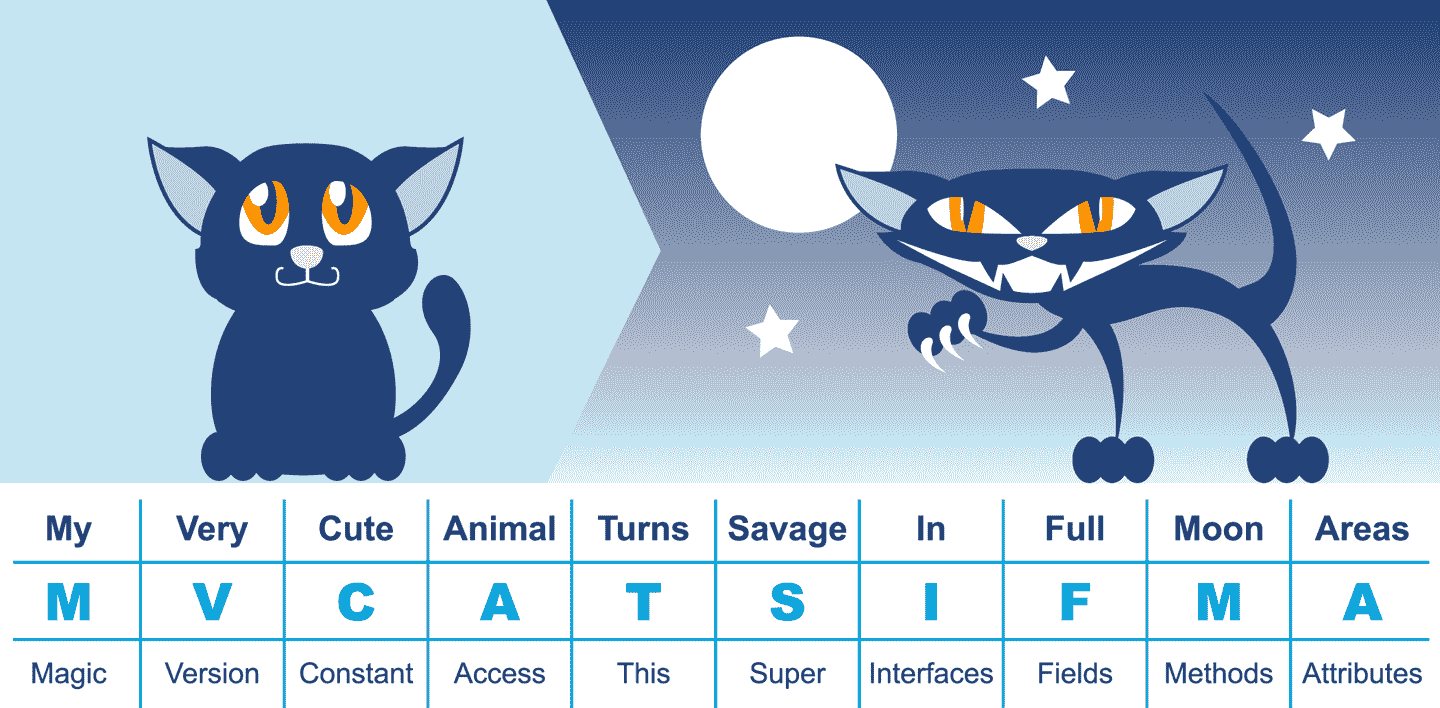 My Very Cute Animal Turns Savage In Full Moon Areas
M V C A T S I F M A
Magic Version Constant Access This Super Interfaces Fields Methods Attributes